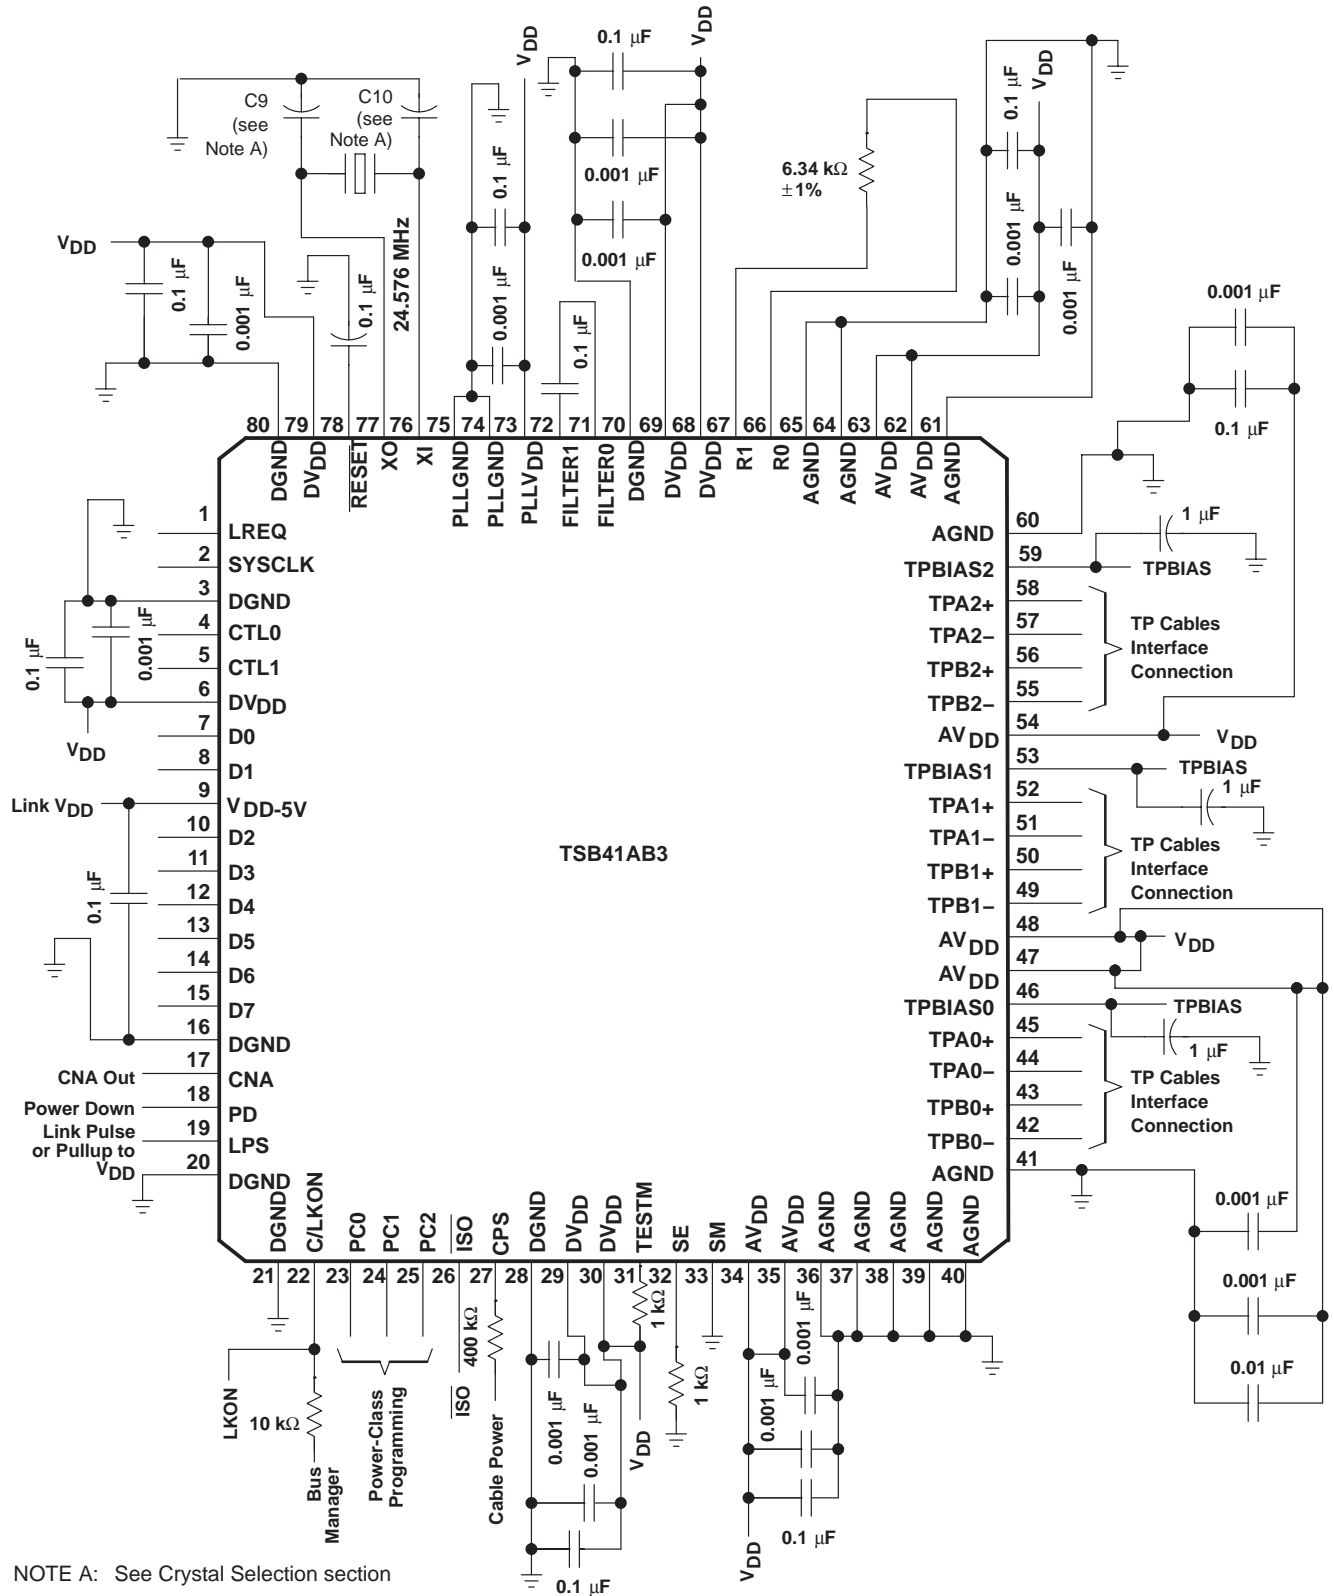 0.1 μF
VDD
VDD
VDD
C9
(see
Note A)
C10
(see
Note A)
24.576 MHz
0.1 μF
0.001 μF
0.001 μF
0.001 μF
0.1 μF
6.34 kΩ
±1%
0.1 μF
0.001 μF
0.001 μF
VDD
0.1 μF
0.001 μF
0.1 μF
0.001 μF
0.1 μF
80 79 78 77 76 75 74 73 72 71 70 69 68 67 66 65 64 63 62 61
DGND
DVDD
RESET
XO
XI
PLLGND
PLLGND
PLLVDD
FILTER1
FILTER0
DGND
DVDD
DVDD
R1
R0
AGND
AGND
AVDD
AVDD
AGND
1 LREQ
2 SYSCLK
3 DGND
4 CTL0
5 CTL1
6 DVDD
7 D0
8 D1
9 VDD-5V
10 D2
11 D3
12 D4
13 D5
14 D6
15 D7
16 DGND
17 CNA
18 PD
19 LPS
20 DGND
0.1 μF
0.001 μF
VDD
Link VDD
0.1 μF
CNA Out
Power Down
Link Pulse
or Pullup to
VDD
TSB41AB3
AGND 60
TPBIAS2 59
TPA2+ 58
TPA2− 57
TPB2+ 56
TPB2− 55
AVDD 54
TPBIAS1 53
TPA1+ 52
TPA1− 51
TPB1+ 50
TPB1− 49
AVDD 48
AVDD 47
TPBIAS0 46
TPA0+ 45
TPA0− 44
TPB0+ 43
TPB0− 42
AGND 41
1 μF
TPBIAS
TP Cables
Interface
Connection
VDD
TPBIAS
1 μF
TP Cables
Interface
Connection
VDD
TPBIAS
1 μF
TP Cables
Interface
Connection
0.001 μF
0.001 μF
0.01 μF
DGND
C/LKON
PC0
PC1
PC2
ISO
CPS
DGND
DVDD
DVDD
TESTM
SE
SM
AVDD
AVDD
AGND
AGND
AGND
AGND
AGND
21 22 23 24 25 26 27 28 29 30 31 32 33 34 35 36 37 38 39 40
LKON
10 kΩ
Bus
Manager
Power-Class
Programming
ISO
400 kΩ
Cable Power
0.001 μF
0.001 μF
0.1 μF
1 kΩ
VDD
1 kΩ
0.001 μF
0.001 μF
0.1 μF
VDD
NOTE A: See Crystal Selection section